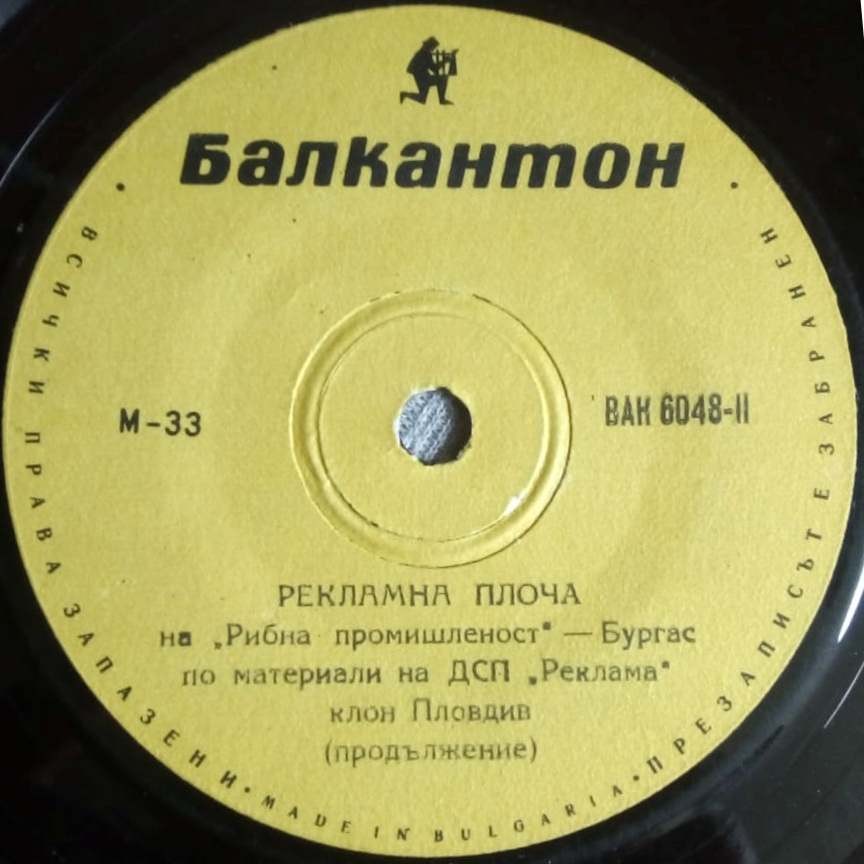 Балкантон
М-33
ВАК 6048-II
РЕКЛАМНА ПЛОЧА
на „Рибна промишленост" — Бургас
по материали на ДСП „Реклама"
клон Пловдив
(продължение)
• ВСИЧКИ ПРАВА ЗАПАЗЕНИ • MADE IN BULGARIA • ПРЕЗАПИСЪТ Е ЗАБРАНЕН •